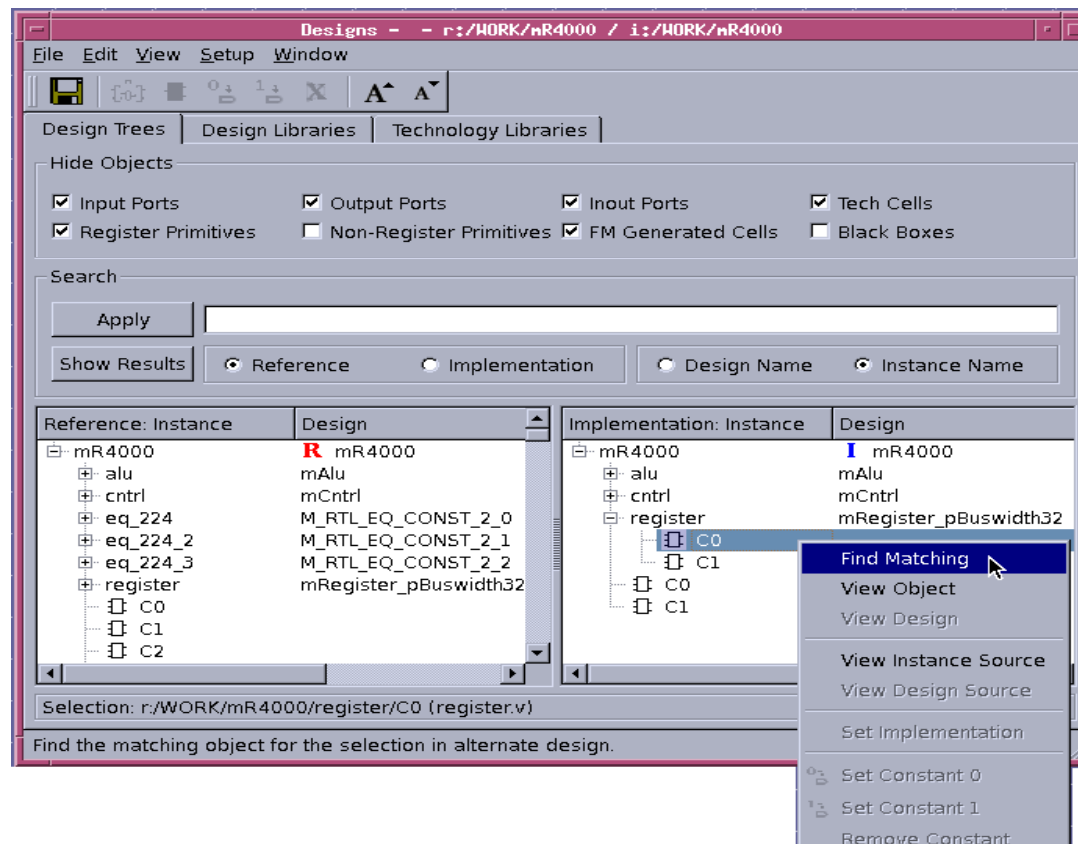 Designs - - r:/WORK/mR4000 / i:/WORK/mR4000
File Edit View Setup Window
A A
Design Trees Design Libraries Technology Libraries
Hide Objects
Input Ports Output Ports Inout Ports Tech Cells
Register Primitives Non-Register Primitives FM Generated Cells Black Boxes
Search
Apply
Show Results Reference Implementation Design Name Instance Name
Reference: Instance Design Implementation: Instance Design
mR4000 R mR4000 mR4000 I mR4000
alu mAlu alu mAlu
cntrl mCntrl cntrl mCntrl
eq_224 M_RTL_EQ_CONST_2_0 register mRegister_pBuswidth32
eq_224_2 M_RTL_EQ_CONST_2_1 C0
eq_224_3 M_RTL_EQ_CONST_2_2 C1
register mRegister_pBuswidth32 C0
C0 C1
C1
C2
Find Matching
View Object
View Design
View Instance Source
View Design Source
Set Implementation
Set Constant 0
Set Constant 1
Remove Constant
Selection: r:/WORK/mR4000/register/C0 (register.v)
Find the matching object for the selection in alternate design.